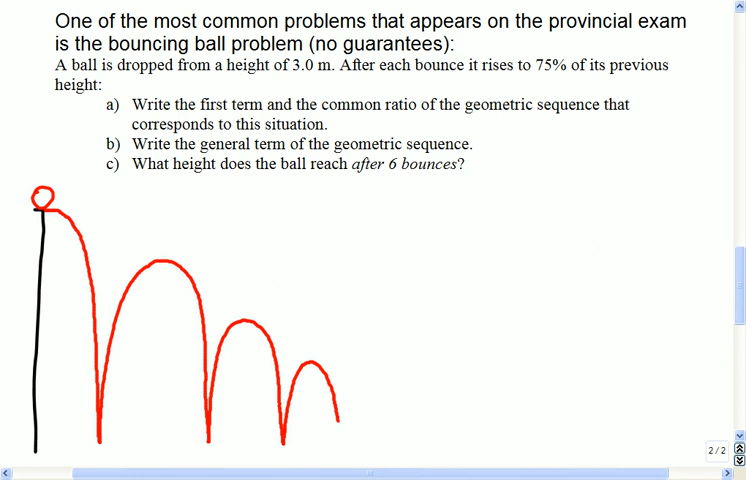 One of the most common problems that appears on the provincial exam
is the bouncing ball problem (no guarantees):
A ball is dropped from a height of 3.0 m. After each bounce it rises to 75% of its previous
height:
a) Write the first term and the common ratio of the geometric sequence that
corresponds to this situation.
b) Write the general term of the geometric sequence.
c) What height does the ball reach after 6 bounces?
2/2